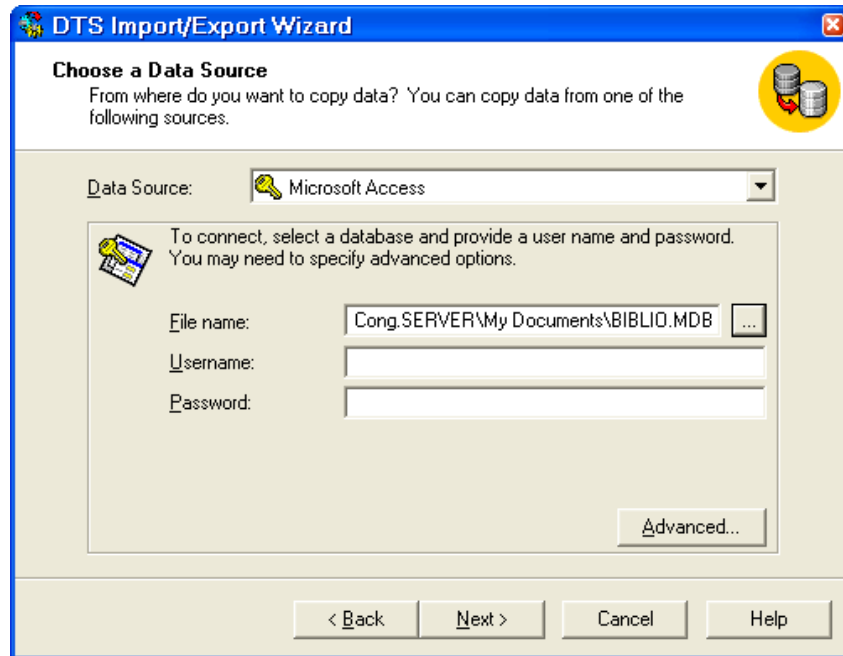 DTS Import/Export Wizard
Choose a Data Source
From where do you want to copy data? You can copy data from one of the
following sources.
Data Source: Microsoft Access
To connect, select a database and provide a user name and password.
You may need to specify advanced options.
File name: Cong.SERVER\My Documents\BIBLIO.MDB ...
Username:
Password:
Advanced...
< Back Next > Cancel Help